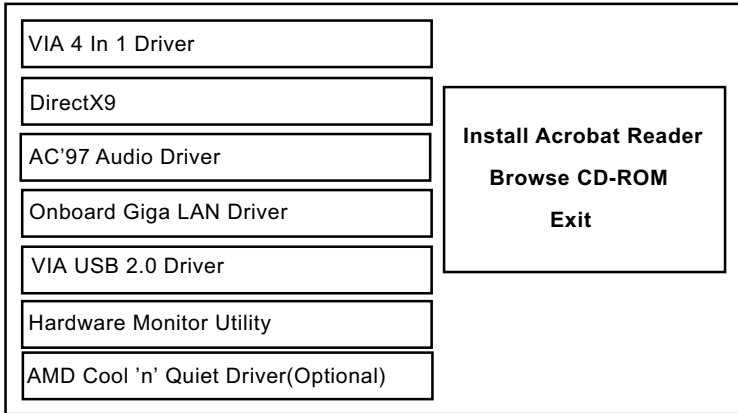 VIA 4 In 1 Driver
DirectX9
AC’97 Audio Driver
Onboard Giga LAN Driver
VIA USB 2.0 Driver
Hardware Monitor Utility
AMD Cool ’n’ Quiet Driver(Optional)
Install Acrobat Reader
Browse CD-ROM
Exit